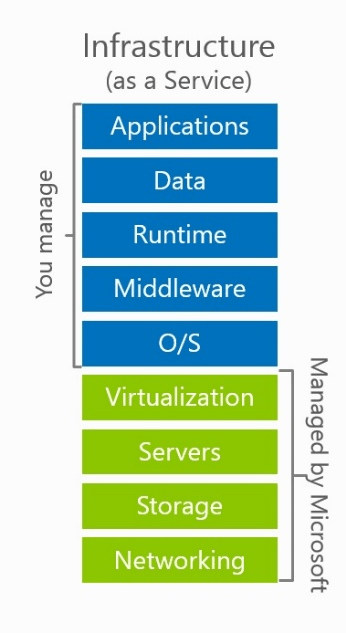 Infrastructure
(as a Service)
You manage
Applications
Data
Runtime
Middleware
O/S
Virtualization
Servers
Storage
Networking
Managed by Microsoft